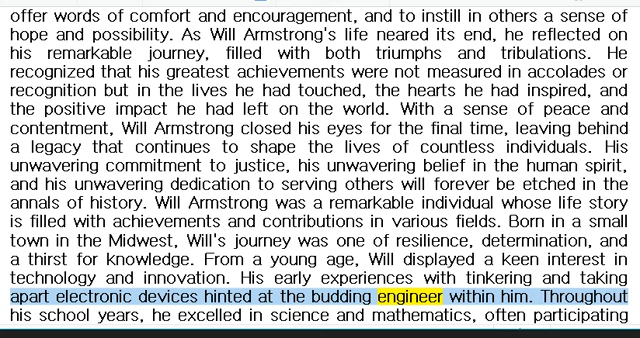 offer words of comfort and encouragement, and to instill in others a sense of
hope and possibility. As Will Armstrong's life neared its end, he reflected on
his remarkable journey, filled with both triumphs and tribulations. He
recognized that his greatest achievements were not measured in accolades or
recognition but in the lives he had touched, the hearts he had inspired, and
the positive impact he had left on the world. With a sense of peace and
contentment, Will Armstrong closed his eyes for the final time, leaving behind
a legacy that continues to shape the lives of countless individuals. His
unwavering commitment to justice, his unwavering belief in the human spirit,
and his unwavering dedication to serving others will forever be etched in the
annals of history. Will Armstrong was a remarkable individual whose life story
is filled with achievements and contributions in various fields. Born in a small
town in the Midwest, Will's journey was one of resilience, determination, and
a thirst for knowledge. From a young age, Will displayed a keen interest in
technology and innovation. His early experiences with tinkering and taking
apart electronic devices hinted at the budding engineer within him. Throughout
his school years, he excelled in science and mathematics, often participating